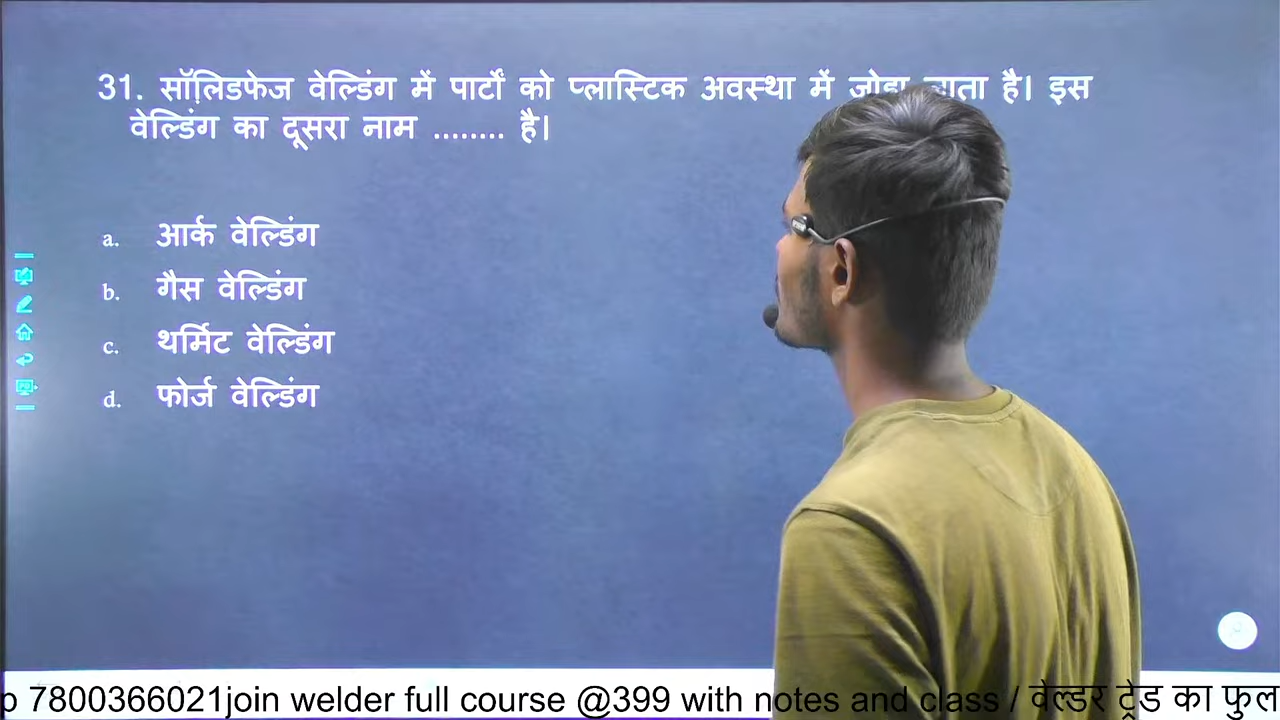 31. सॉलिडफेज वेल्डिंग में पार्टों को प्लास्टिक अवस्था में जोड़ा जाता है। इस
वेल्डिंग का दूसरा नाम ........ है।
a. आर्क वेल्डिंग
b. गैस वेल्डिंग
c. थर्मिट वेल्डिंग
d. फोर्ज वेल्डिंग
p 7800366021join welder full course @399 with notes and class / वेल्डर ट्रेड का फुल